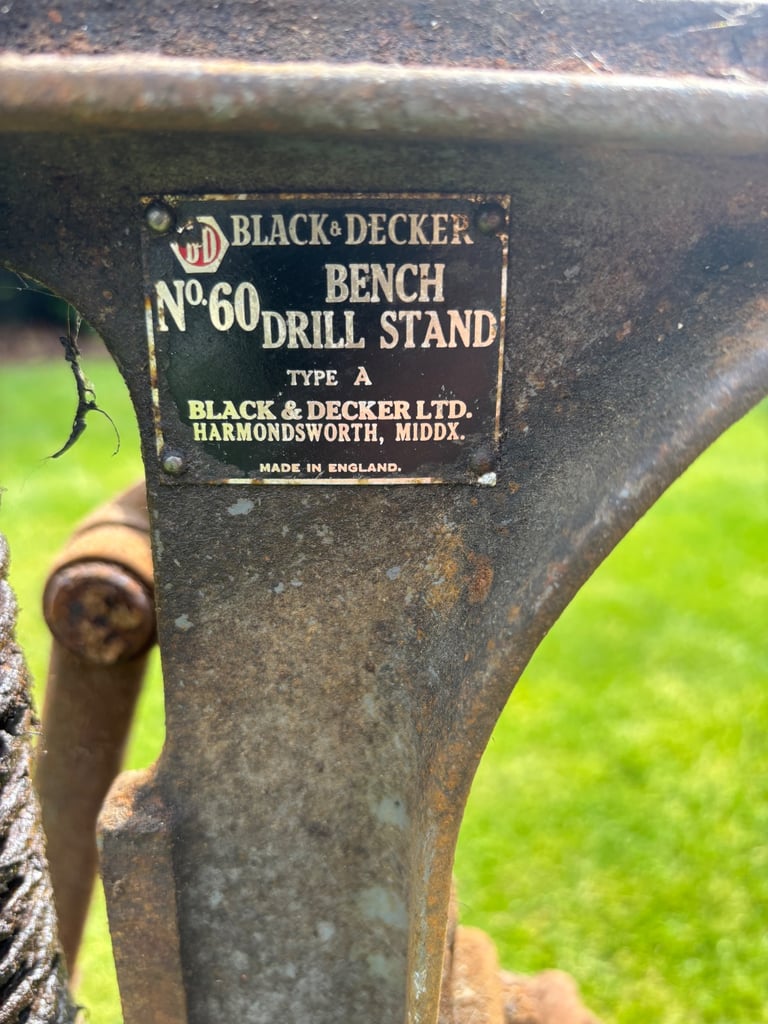 B&D BLACK & DECKER
BENCH
No. 60 DRILL STAND
TYPE A
BLACK & DECKER LTD.
HARMONDSWORTH, MIDDX.
MADE IN ENGLAND.